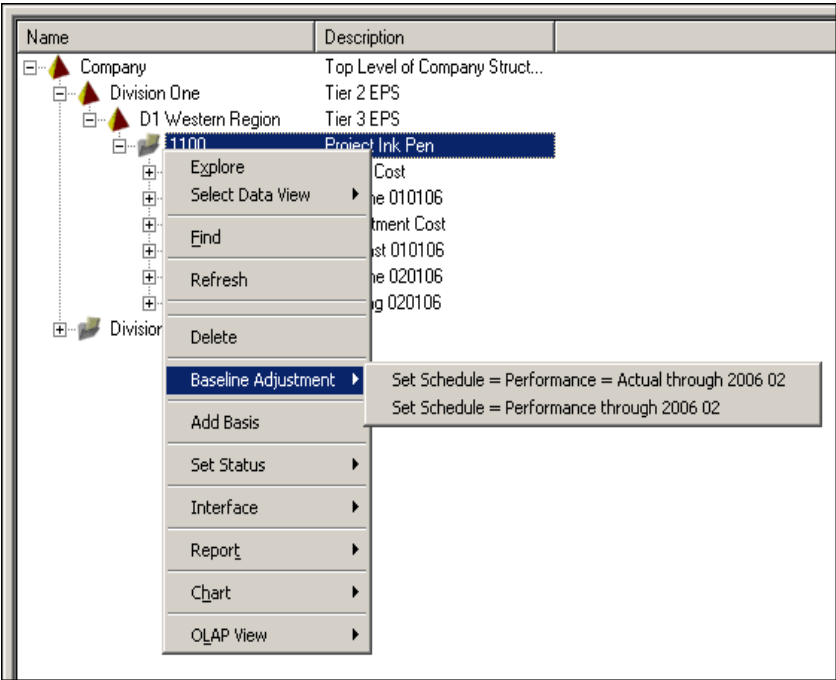 Name Description
Company Top Level of Company Struct...
Division One Tier 2 EPS
D1 Western Region Tier 3 EPS
1100 Project Ink Pen
Explore Cost
Select Data View 010106
Find tment Cost
010106
Refresh 020106
020106
Division
Delete
Baseline Adjustment Set Schedule = Performance = Actual through 2006 02
Set Schedule = Performance through 2006 02
Add Basis
Set Status
Interface
Report
Chart
OLAP View